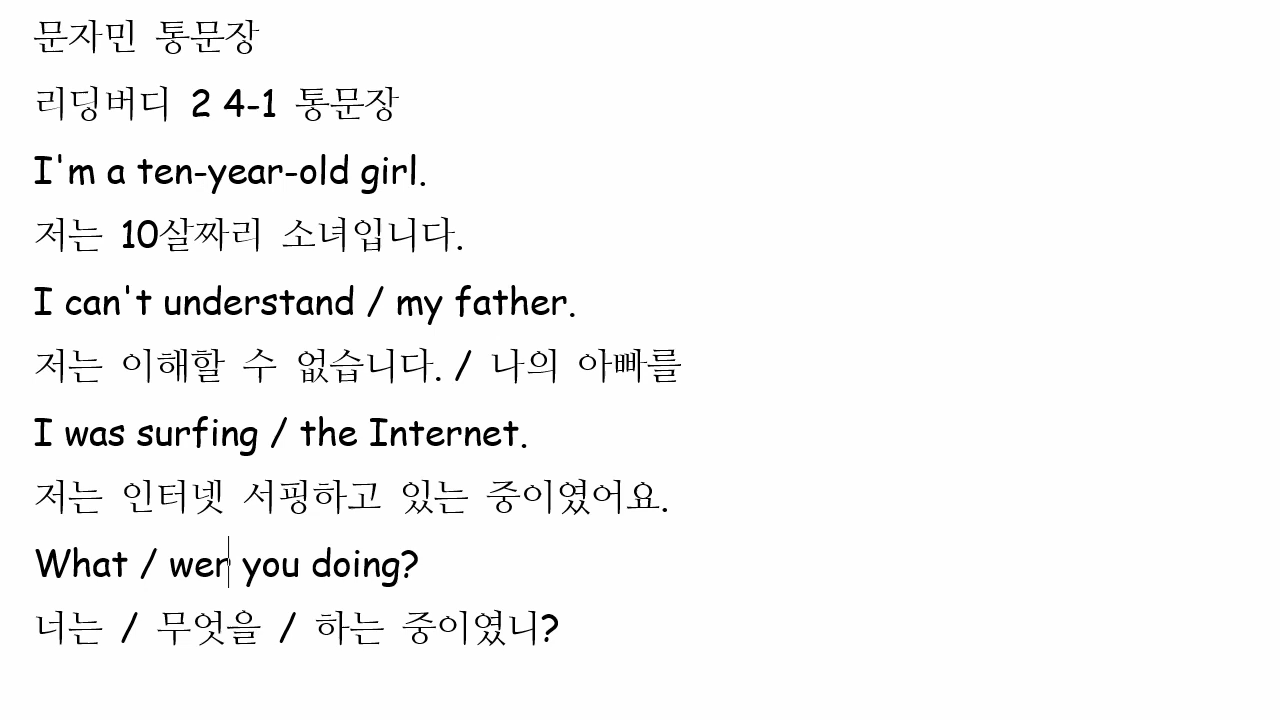 문자민 통문장
리딩버디 2 4-1 통문장
I'm a ten-year-old girl.
저는 10살짜리 소녀입니다.
I can't understand / my father.
저는 이해할 수 없습니다. / 나의 아빠를
I was surfing / the Internet.
저는 인터넷 서핑하고 있는 중이였어요.
What / wer you doing?
너는 / 무엇을 / 하는 중이였니?